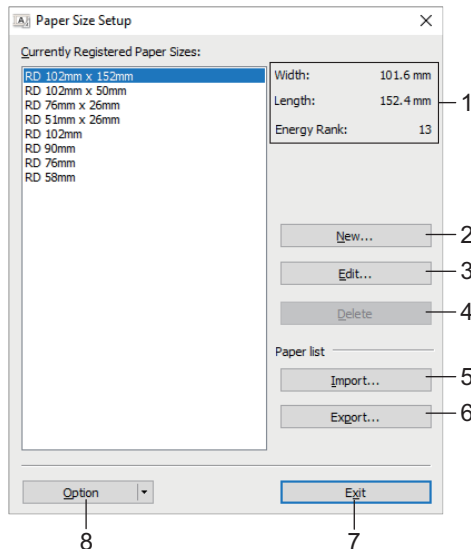 Paper Size Setup
Currently Registered Paper Sizes:
RD 102mm x 152mm
RD 102mm x 50mm
RD 76mm x 26mm
RD 51mm x 26mm
RD 102mm
RD 90mm
RD 76mm
RD 58mm
Width: 101.6 mm
Length: 152.4 mm
Energy Rank: 13
1
New... 2
Edit... 3
Delete 4
Paper list
Import... 5
Export... 6
Option Exit
8 7